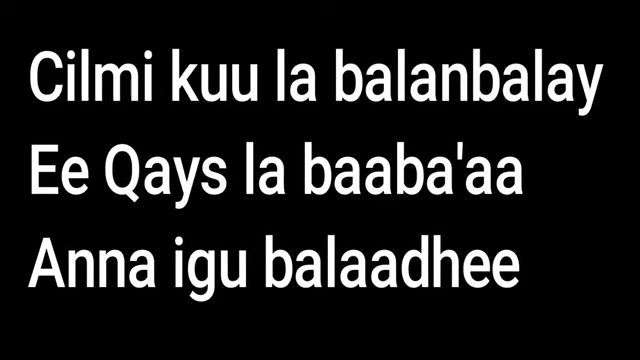 Cilmi kuu la balanbalay
Ee Qays la baaba'aa
Anna igu balaadhee